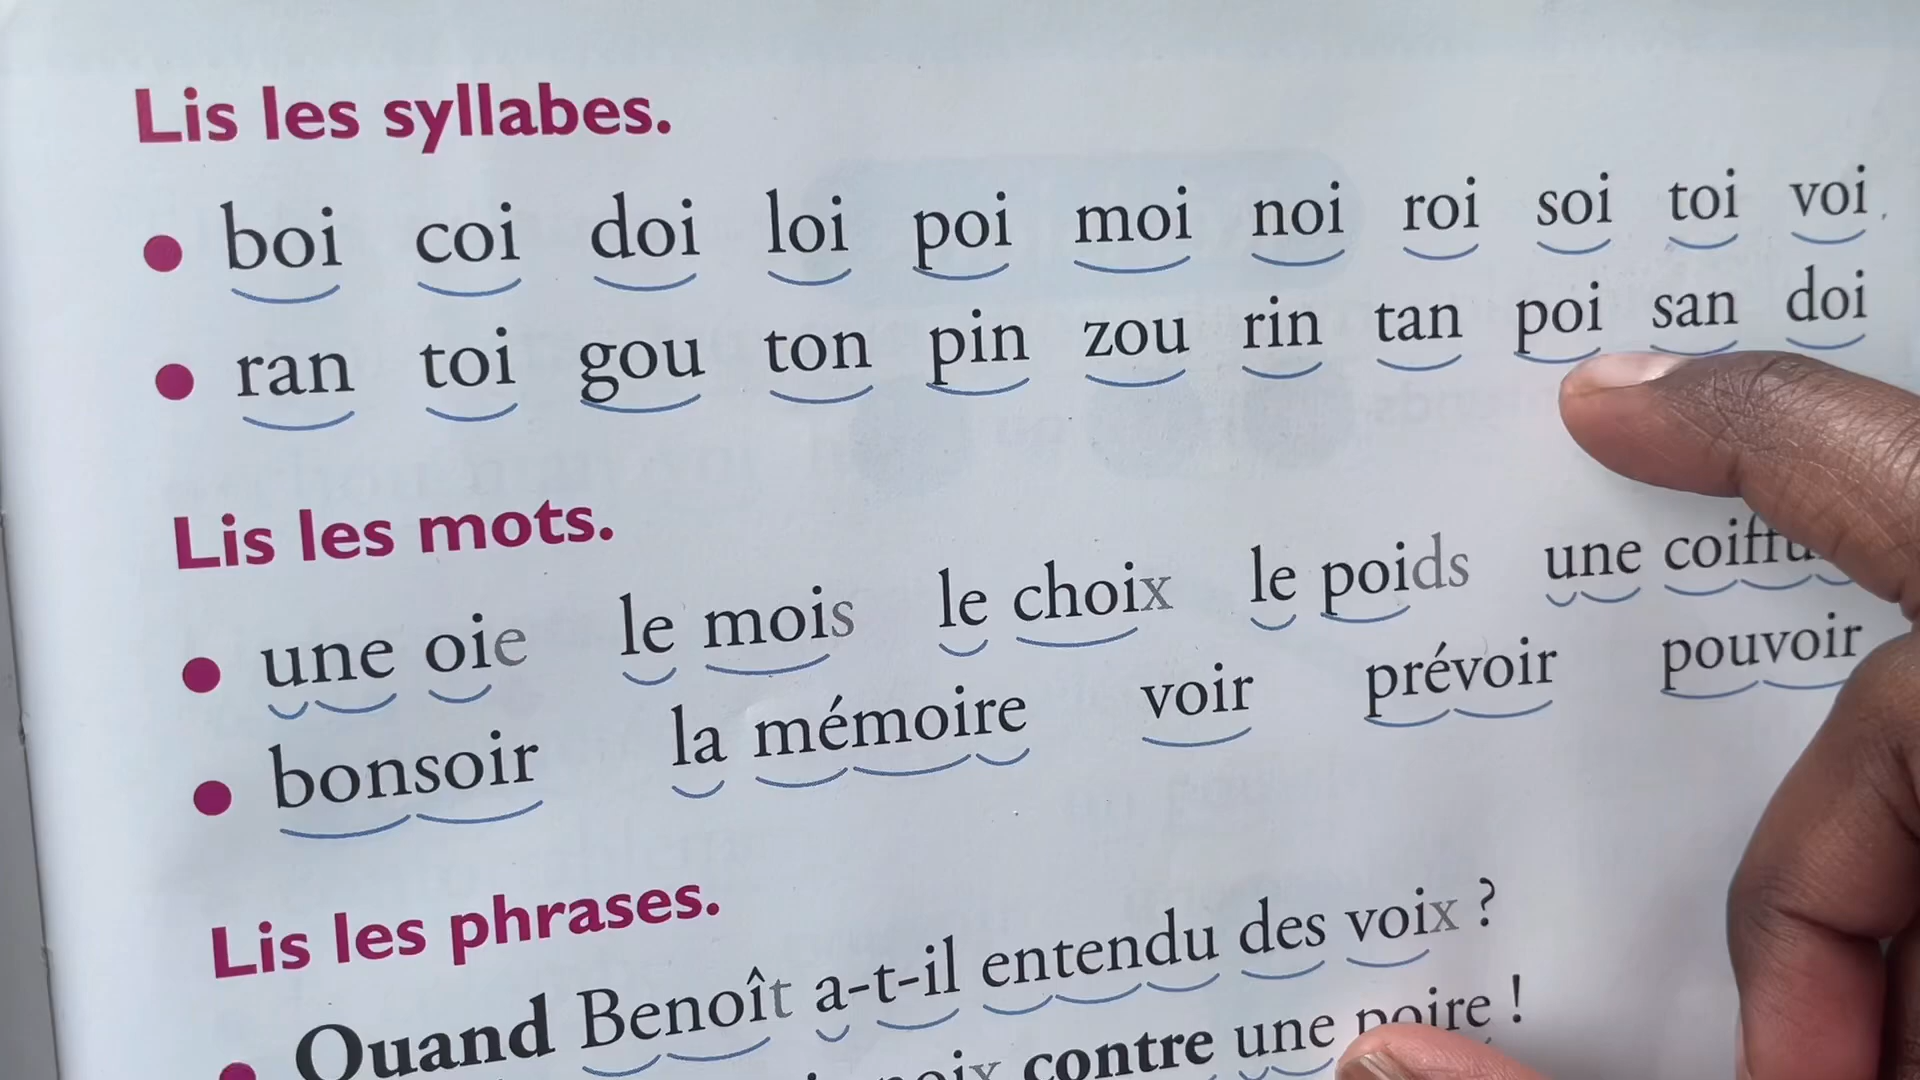 Lis les syllabes.
boi coi doi loi poi moi noi roi soi toi voi
ran toi gou ton pin zou rin tan poi san doi
Lis les mots.
une oie le mois le choix le poids une
bonsoir la mémoire voir prévoir pouvoir
Lis les phrases.
Quand Benoît a-t-il entendu des voix ?
contre une poire !